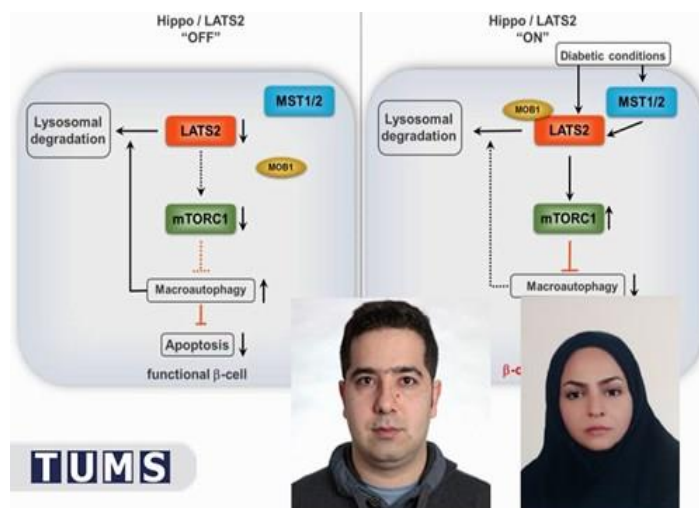 Hippo / LATS2
“OFF”
MST1/2
Lysosomal
degradation
LATS2
MOB1
mTORC1
Macroautophagy
Apoptosis
functional β-cell
Hippo / LATS2
“ON”
Diabetic conditions
MST1/2
MOB1
Lysosomal
degradation
LATS2
mTORC1
Macroautophagy
TUMS